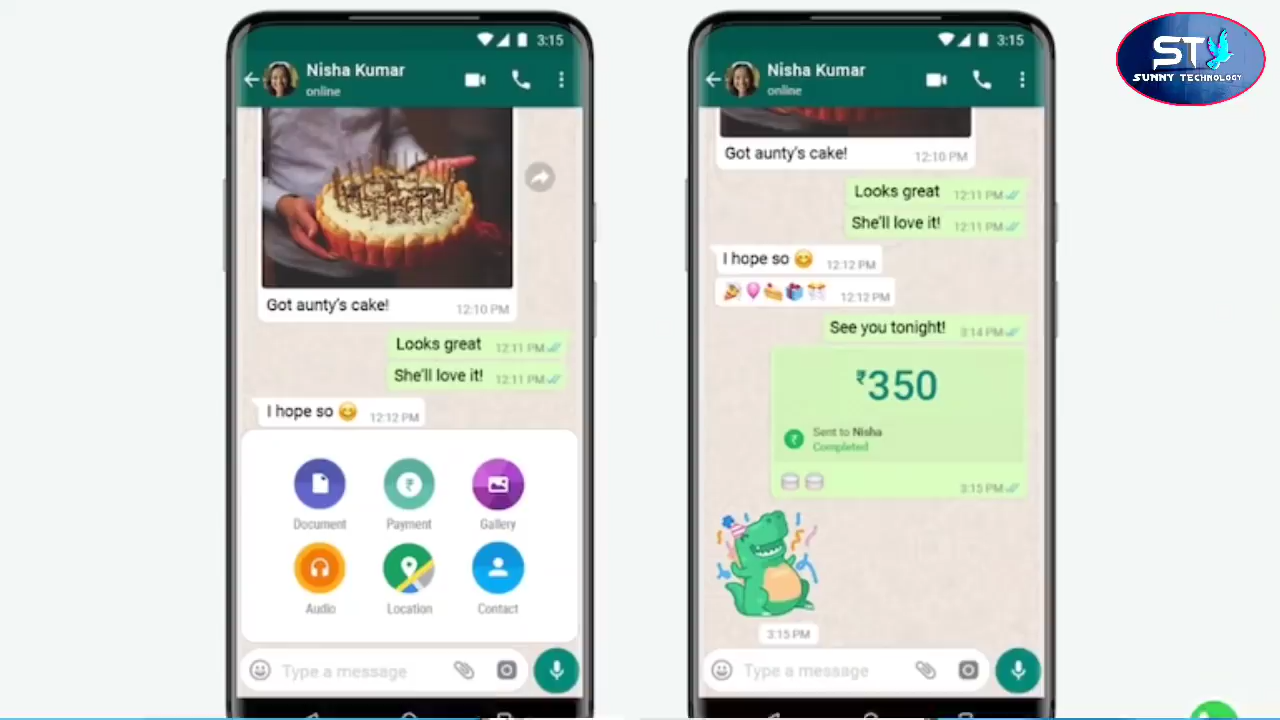 3:15
Nisha Kumar
online
Got aunty's cake!
12:10 PM
Looks great
12:11 PM
She'll love it!
12:11 PM
I hope so 😊
12:12 PM
Document
Payment
Gallery
Audio
Location
Contact
Type a message
3:15
Nisha Kumar
online
Got aunty's cake!
12:10 PM
Looks great
12:11 PM
She'll love it!
12:11 PM
I hope so 😊
12:12 PM
12:12 PM
See you tonight!
3:14 PM
₹350
Sent to Nisha
Completed
3:15 PM
3:15 PM
Type a message
ST
SUNNY TECHNOLOGY